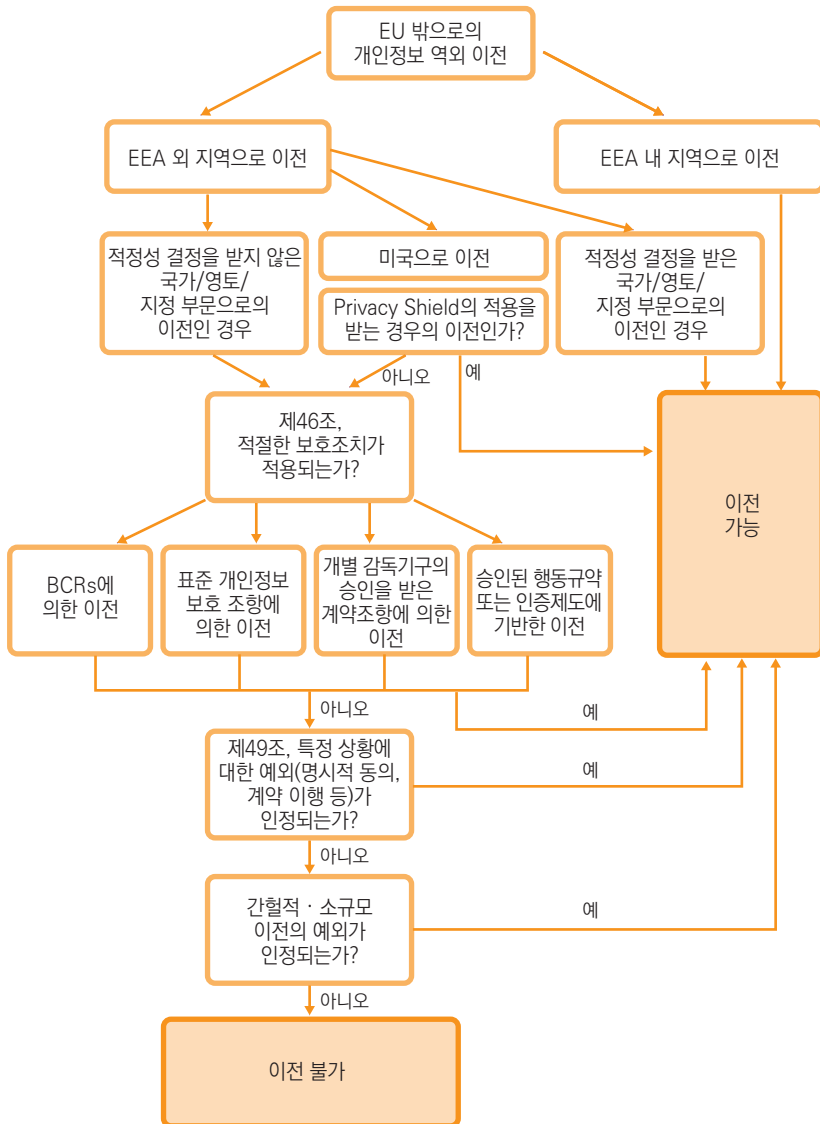 EU 밖으로의
개인정보 역외 이전
EEA 외 지역으로 이전
EEA 내 지역으로 이전
적정성 결정을 받지 않은
국가/영토/
지정 부문으로의
이전인 경우
미국으로 이전
Privacy Shield의 적용을
받는 경우의 이전인가?
적정성 결정을 받은
국가/영토/
지정 부문으로의
이전인 경우
아니오
예
제46조,
적절한 보호조치가
적용되는가?
이전
가능
BCRs에
의한 이전
표준 개인정보
보호 조항에
의한 이전
개별 감독기구의
승인을 받은
계약조항에 의한
이전
승인된 행동규약
또는 인증제도에
기반한 이전
아니오
예
제49조, 특정 상황에
대한 예외(명시적 동의,
계약 이행 등)가
인정되는가?
예
아니오
간헐적 · 소규모
이전의 예외가
인정되는가?
예
아니오
이전 불가